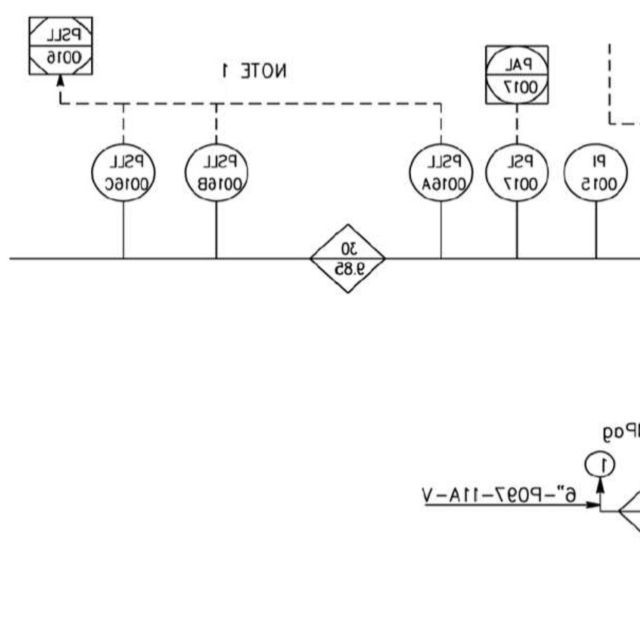 PSLL
0016
NOTE 1
PAL
0017
PSLL
0016C
PSLL
0016B
PSLL
0016A
PSL
0017
PI
0015
30
9.85
Pag
1
6"-P097-11A-V